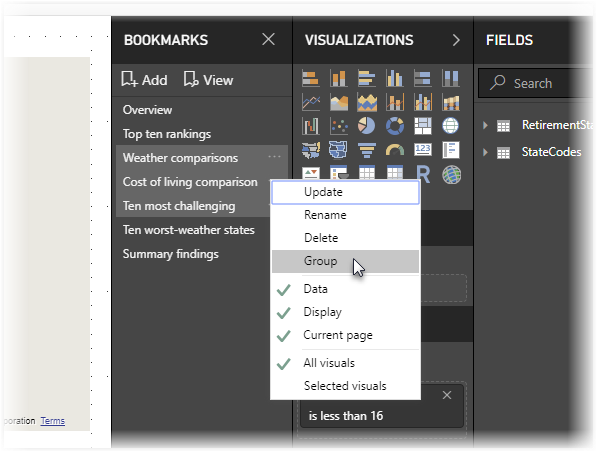 BOOKMARKS
Add View
Overview
Top ten rankings
Weather comparisons ...
Cost of living comparison
Ten most challenging
Ten worst-weather states
Summary findings
VISUALIZATIONS
123
R
FIELDS
Search
RetirementSta
StateCodes
Update
Rename
Delete
Group
Data
Display
Current page
All visuals
Selected visuals
is less than 16
poration Terms